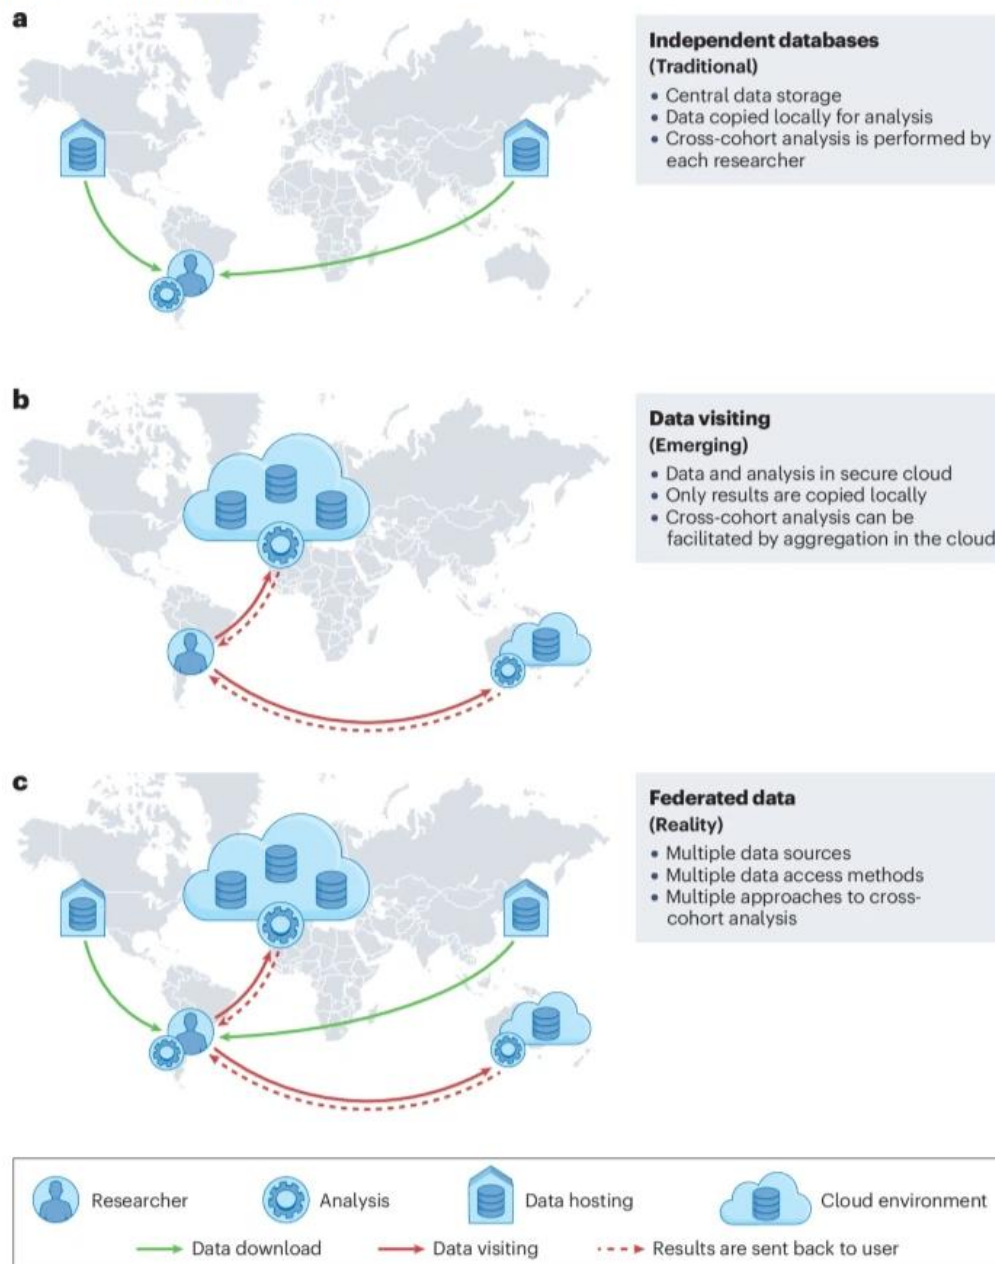 a
Independent databases
(Traditional)
• Central data storage
• Data copied locally for analysis
• Cross-cohort analysis is performed by
each researcher
b
Data visiting
(Emerging)
• Data and analysis in secure cloud
• Only results are copied locally
• Cross-cohort analysis can be
facilitated by aggregation in the cloud
c
Federated data
(Reality)
• Multiple data sources
• Multiple data access methods
• Multiple approaches to cross-
cohort analysis
Researcher
Analysis
Data hosting
Cloud environment
Data download
Data visiting
Results are sent back to user